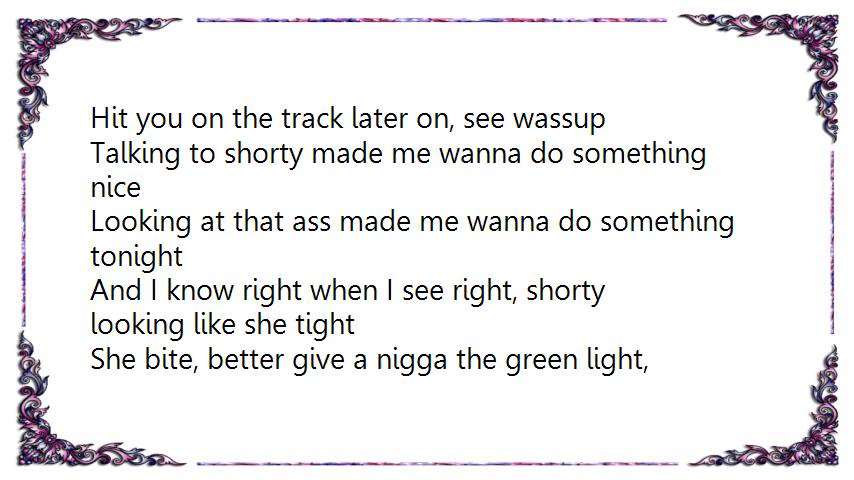 Hit you on the track later on, see wassup
Talking to shorty made me wanna do something
nice
Looking at that ass made me wanna do something
tonight
And I know right when I see right, shorty
looking like she tight
She bite, better give a nigga the green light,